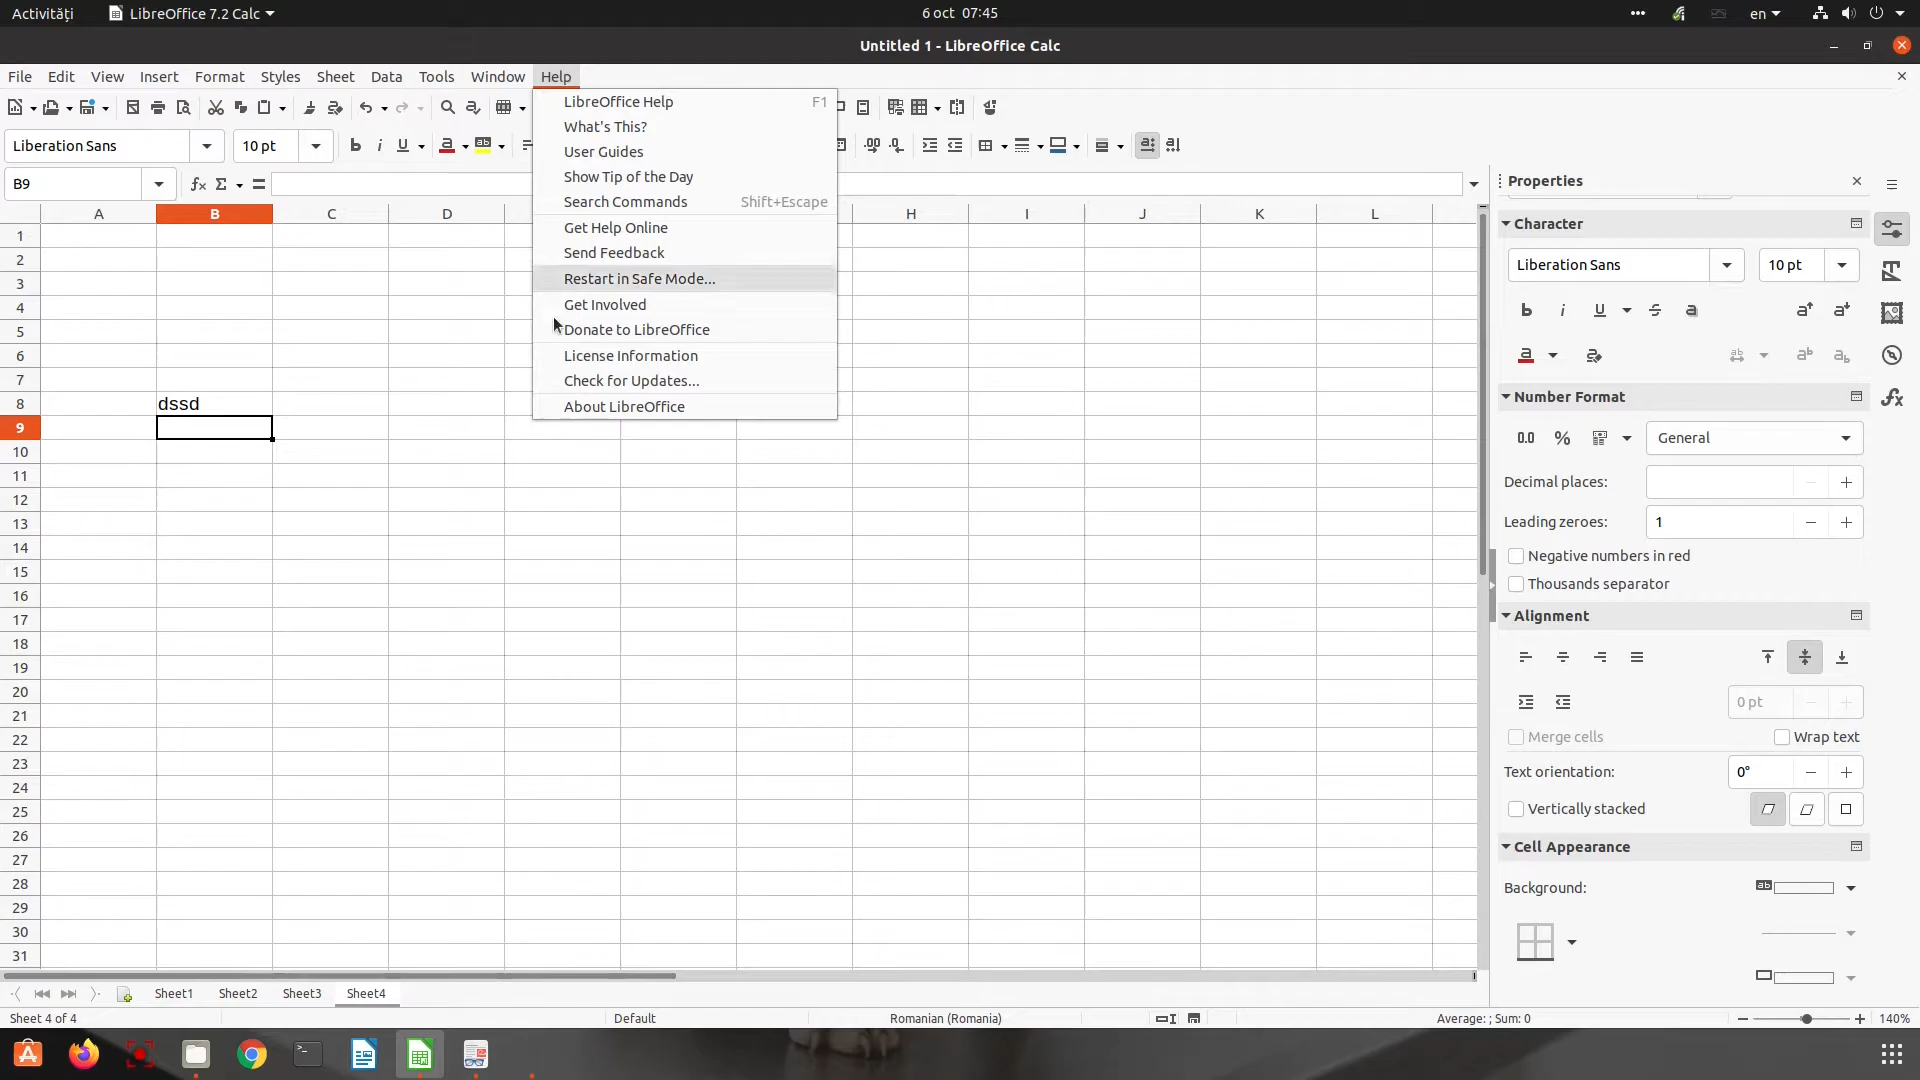 Activități LibreOffice 7.2 Calc 6 oct 07:45 en
Untitled 1 - LibreOffice Calc
File Edit View Insert Format Styles Sheet Data Tools Window Help
LibreOffice Help F1
What's This?
User Guides
Show Tip of the Day
Search Commands Shift+Escape
Get Help Online
Send Feedback
Restart in Safe Mode...
Get Involved
Donate to LibreOffice
License Information
Check for Updates...
About LibreOffice
Liberation Sans 10 pt
B9
A B C D H I J K L
1
2
3
4
5
6
7
8 dssd
9
10
11
12
13
14
15
16
17
18
19
20
21
22
23
24
25
26
27
28
29
30
31
Properties
Character
Liberation Sans 10 pt
Number Format
General
Decimal places:
Leading zeroes: 1
Negative numbers in red
Thousands separator
Alignment
0 pt
Merge cells Wrap text
Text orientation: 0°
Vertically stacked
Cell Appearance
Background:
Sheet1 Sheet2 Sheet3 Sheet4
Sheet 4 of 4 Default Romanian (Romania) Average: ; Sum: 0 140%